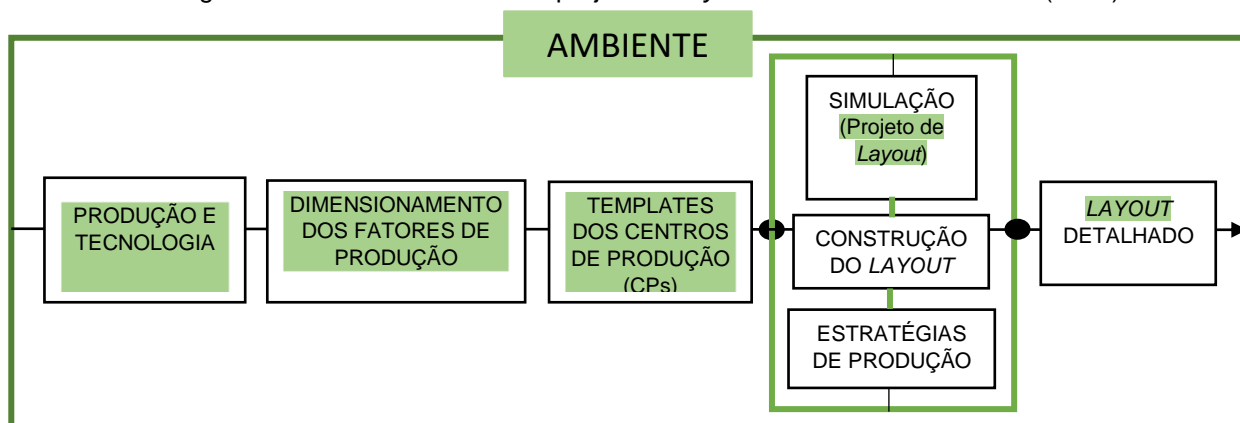 AMBIENTE
SIMULAÇÃO
(Projeto de
Layout)
PRODUÇÃO E
TECNOLOGIA
DIMENSIONAMENTO
DOS FATORES DE
PRODUÇÃO
TEMPLATES
DOS CENTROS
DE PRODUÇÃO
(CPs)
CONSTRUÇÃO
DO LAYOUT
LAYOUT
DETALHADO
ESTRATÉGIAS
DE PRODUÇÃO